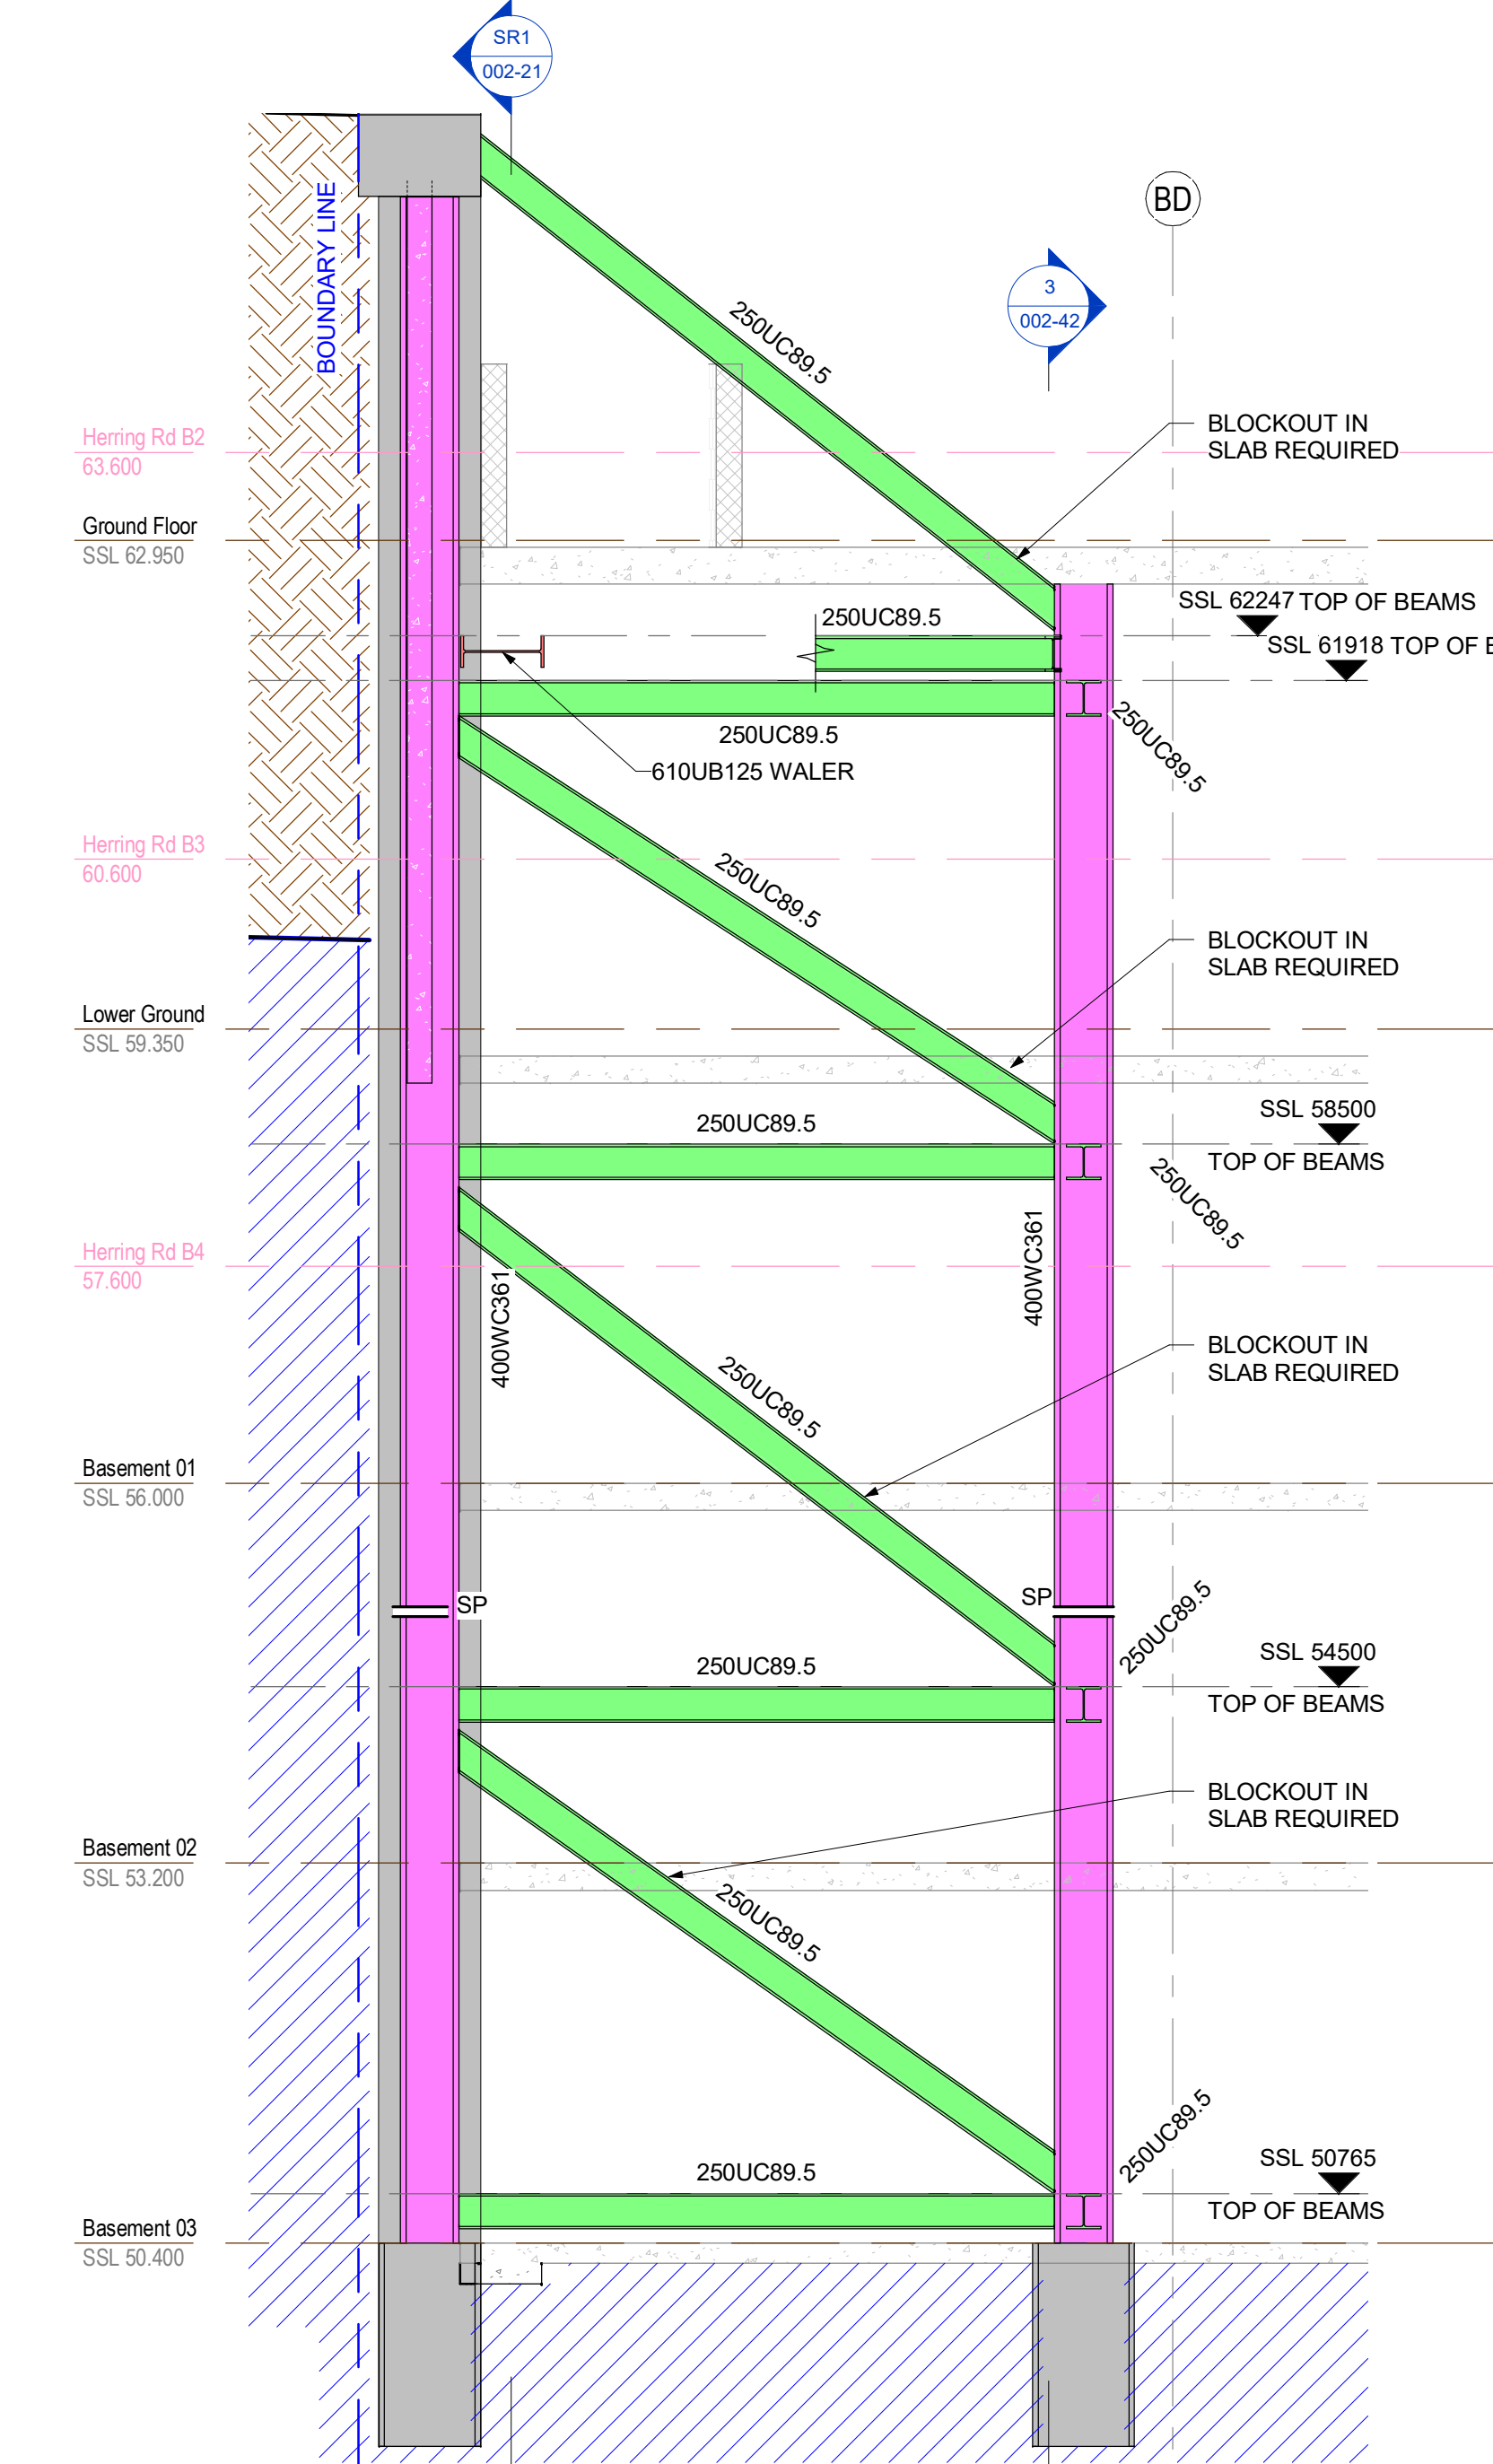 SR1
002-21
BD
BOUNDARY LINE
3
002-42
250UC89.5
BLOCKOUT IN
SLAB REQUIRED
Herring Rd B2
63.600
Ground Floor
SSL 62.950
SSL 62247 TOP OF BEAMS
250UC89.5
SSL 61918 TOP OF
250UC89.5
250UC89.5
610UB125 WALER
Herring Rd B3
60.600
250UC89.5
BLOCKOUT IN
SLAB REQUIRED
Lower Ground
SSL 59.350
SSL 58500
250UC89.5
TOP OF BEAMS
250UC89.5
Herring Rd B4
57.600
400WC361
400WC361
BLOCKOUT IN
SLAB REQUIRED
250UC89.5
Basement 01
SSL 56.000
SP
SP
250UC89.5
SSL 54500
250UC89.5
TOP OF BEAMS
BLOCKOUT IN
SLAB REQUIRED
Basement 02
SSL 53.200
250UC89.5
250UC89.5
SSL 50765
250UC89.5
TOP OF BEAMS
Basement 03
SSL 50.400